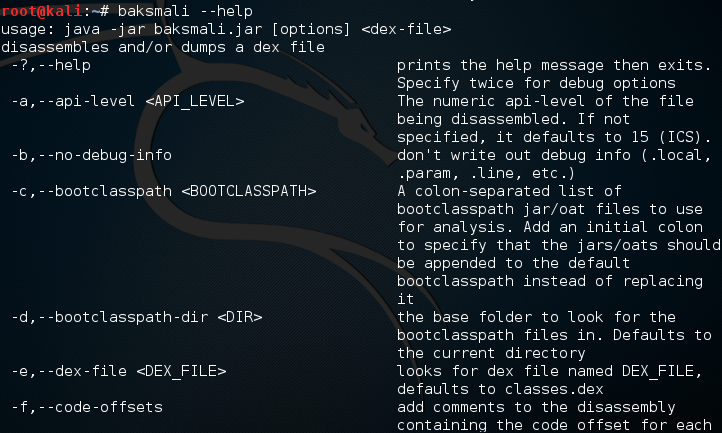 root@kali:~# baksmali --help
usage: java -jar baksmali.jar [options] <dex-file>
disassembles and/or dumps a dex file
 -?,--help                                  prints the help message then exits.
                                            Specify twice for debug options
 -a,--api-level <API_LEVEL>                 The numeric api-level of the file
                                            being disassembled. If not
                                            specified, it defaults to 15 (ICS).
 -b,--no-debug-info                         don't write out debug info (.local,
                                            .param, .line, etc.)
 -c,--bootclasspath <BOOTCLASSPATH>         A colon-separated list of
                                            bootclasspath jar/oat files to use
                                            for analysis. Add an initial colon
                                            to specify that the jars/oats should
                                            be appended to the default
                                            bootclasspath instead of replacing
                                            it
 -d,--bootclasspath-dir <DIR>               the base folder to look for the
                                            bootclasspath files in. Defaults to
                                            the current directory
 -e,--dex-file <DEX_FILE>                   looks for dex file named DEX_FILE,
                                            defaults to classes.dex
 -f,--code-offsets                          add comments to the disassembly
                                            containing the code offset for each